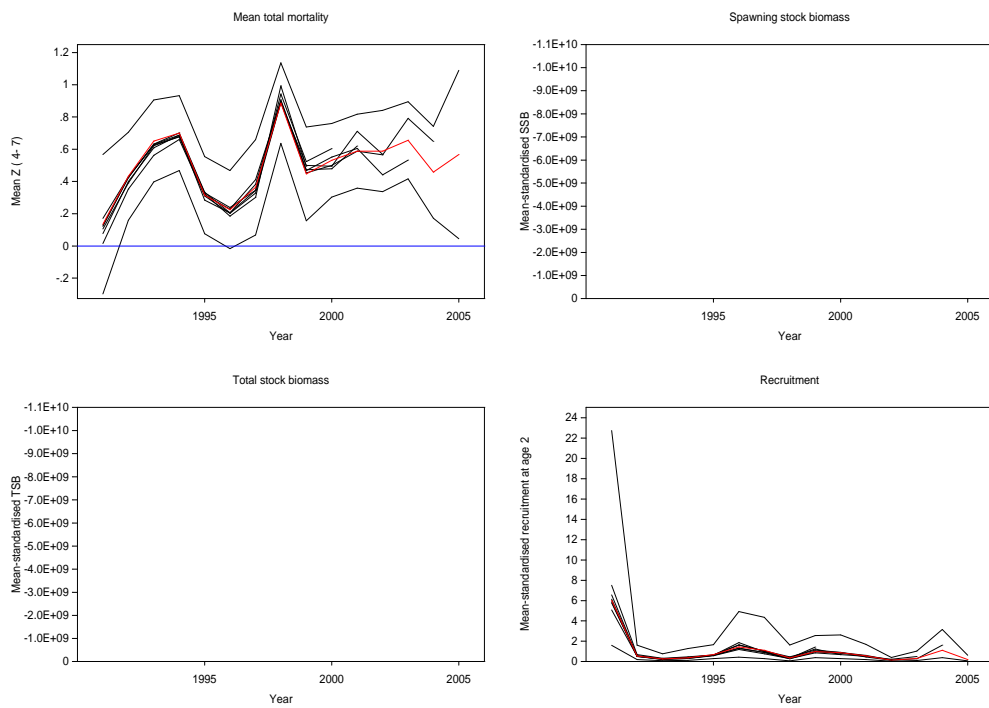 Mean total mortality
Mean Z ( 4- 7)
1.2
1
.8
.6
.4
.2
0
-.2
1995
2000
2005
Year
Spawning stock biomass
Mean-standardised SSB
-1.1E+10
-1.0E+10
-9.0E+09
-8.0E+09
-7.0E+09
-6.0E+09
-5.0E+09
-4.0E+09
-3.0E+09
-2.0E+09
-1.0E+09
0
1995
2000
2005
Year
Total stock biomass
Mean-standardised TSB
-1.1E+10
-1.0E+10
-9.0E+09
-8.0E+09
-7.0E+09
-6.0E+09
-5.0E+09
-4.0E+09
-3.0E+09
-2.0E+09
-1.0E+09
0
1995
2000
2005
Year
Recruitment
Mean-standardised recruitment at age 2
24
22
20
18
16
14
12
10
8
6
4
2
0
1995
2000
2005
Year